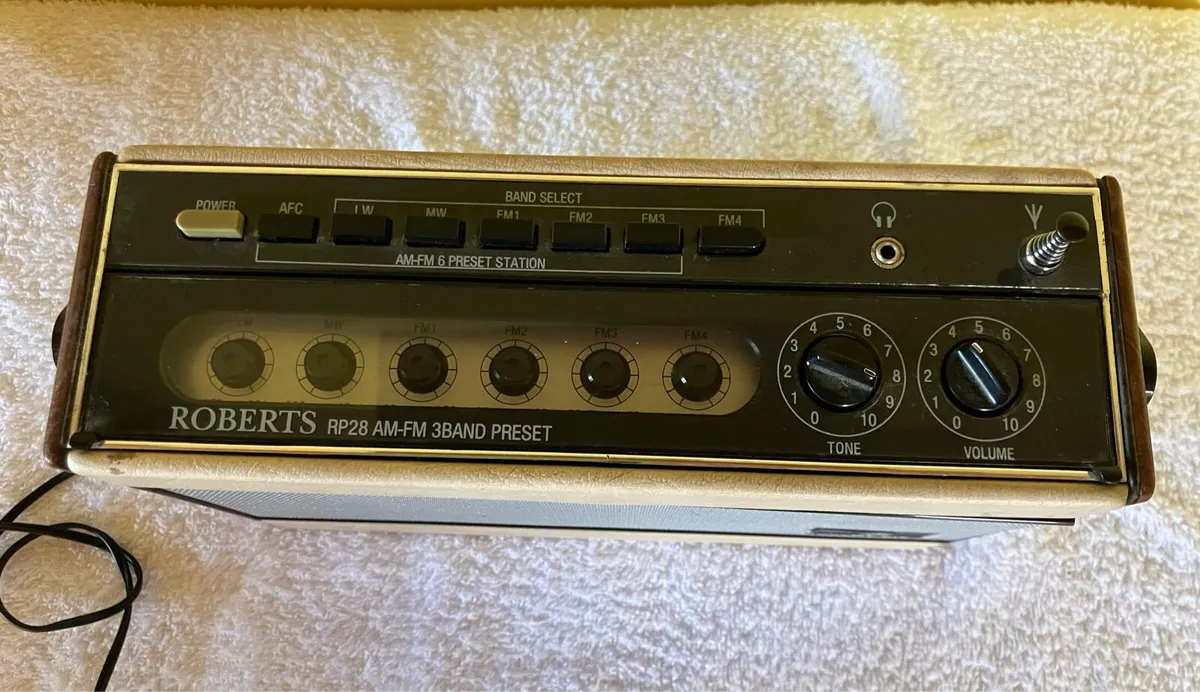 BAND SELECT
POWER AFC LW MW FM1 FM2 FM3 FM4
AM-FM 6 PRESET STATION
LW MW FM1 FM2 FM3 FM4
0 1 2 3 4 5 6 7 8 9 10
TONE
0 1 2 3 4 5 6 7 8 9 10
VOLUME
ROBERTS RP28 AM-FM 3BAND PRESET